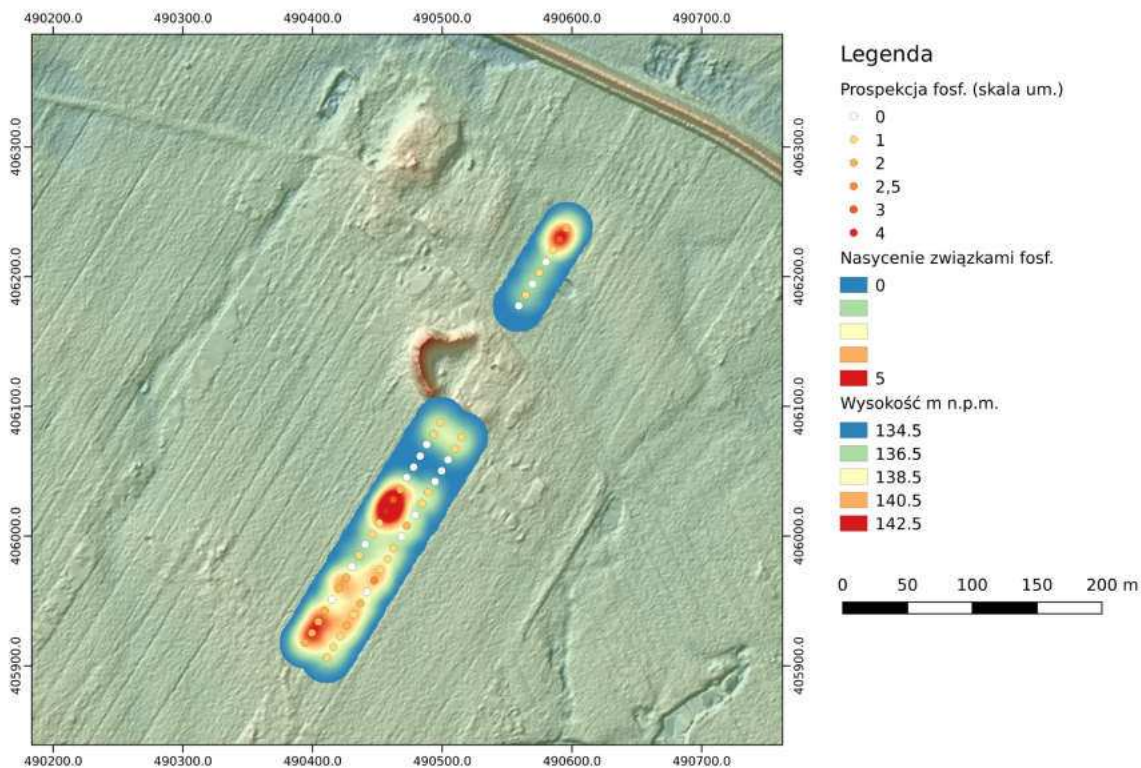 490200.0 490300.0 490400.0 490500.0 490600.0 490700.0
406300.0 406300.0
406200.0 406200.0
406100.0 406100.0
406000.0 406000.0
405900.0 405900.0
490200.0 490300.0 490400.0 490500.0 490600.0 490700.0
Legenda
Prospekcja fosf. (skala um.)
0
1
2
2,5
3
4
Nasycenie związkami fosf.
0
5
Wysokość m n.p.m.
134.5
136.5
138.5
140.5
142.5
0 50 100 150 200 m